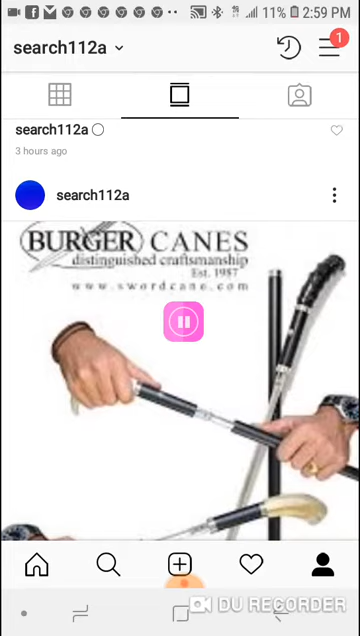 11% 2:59 PM
search112a
1
search112a
3 hours ago
search112a
BURGER CANES
distinguished craftsmanship
Est. 1987
www.swordcane.com
DU RECORDER